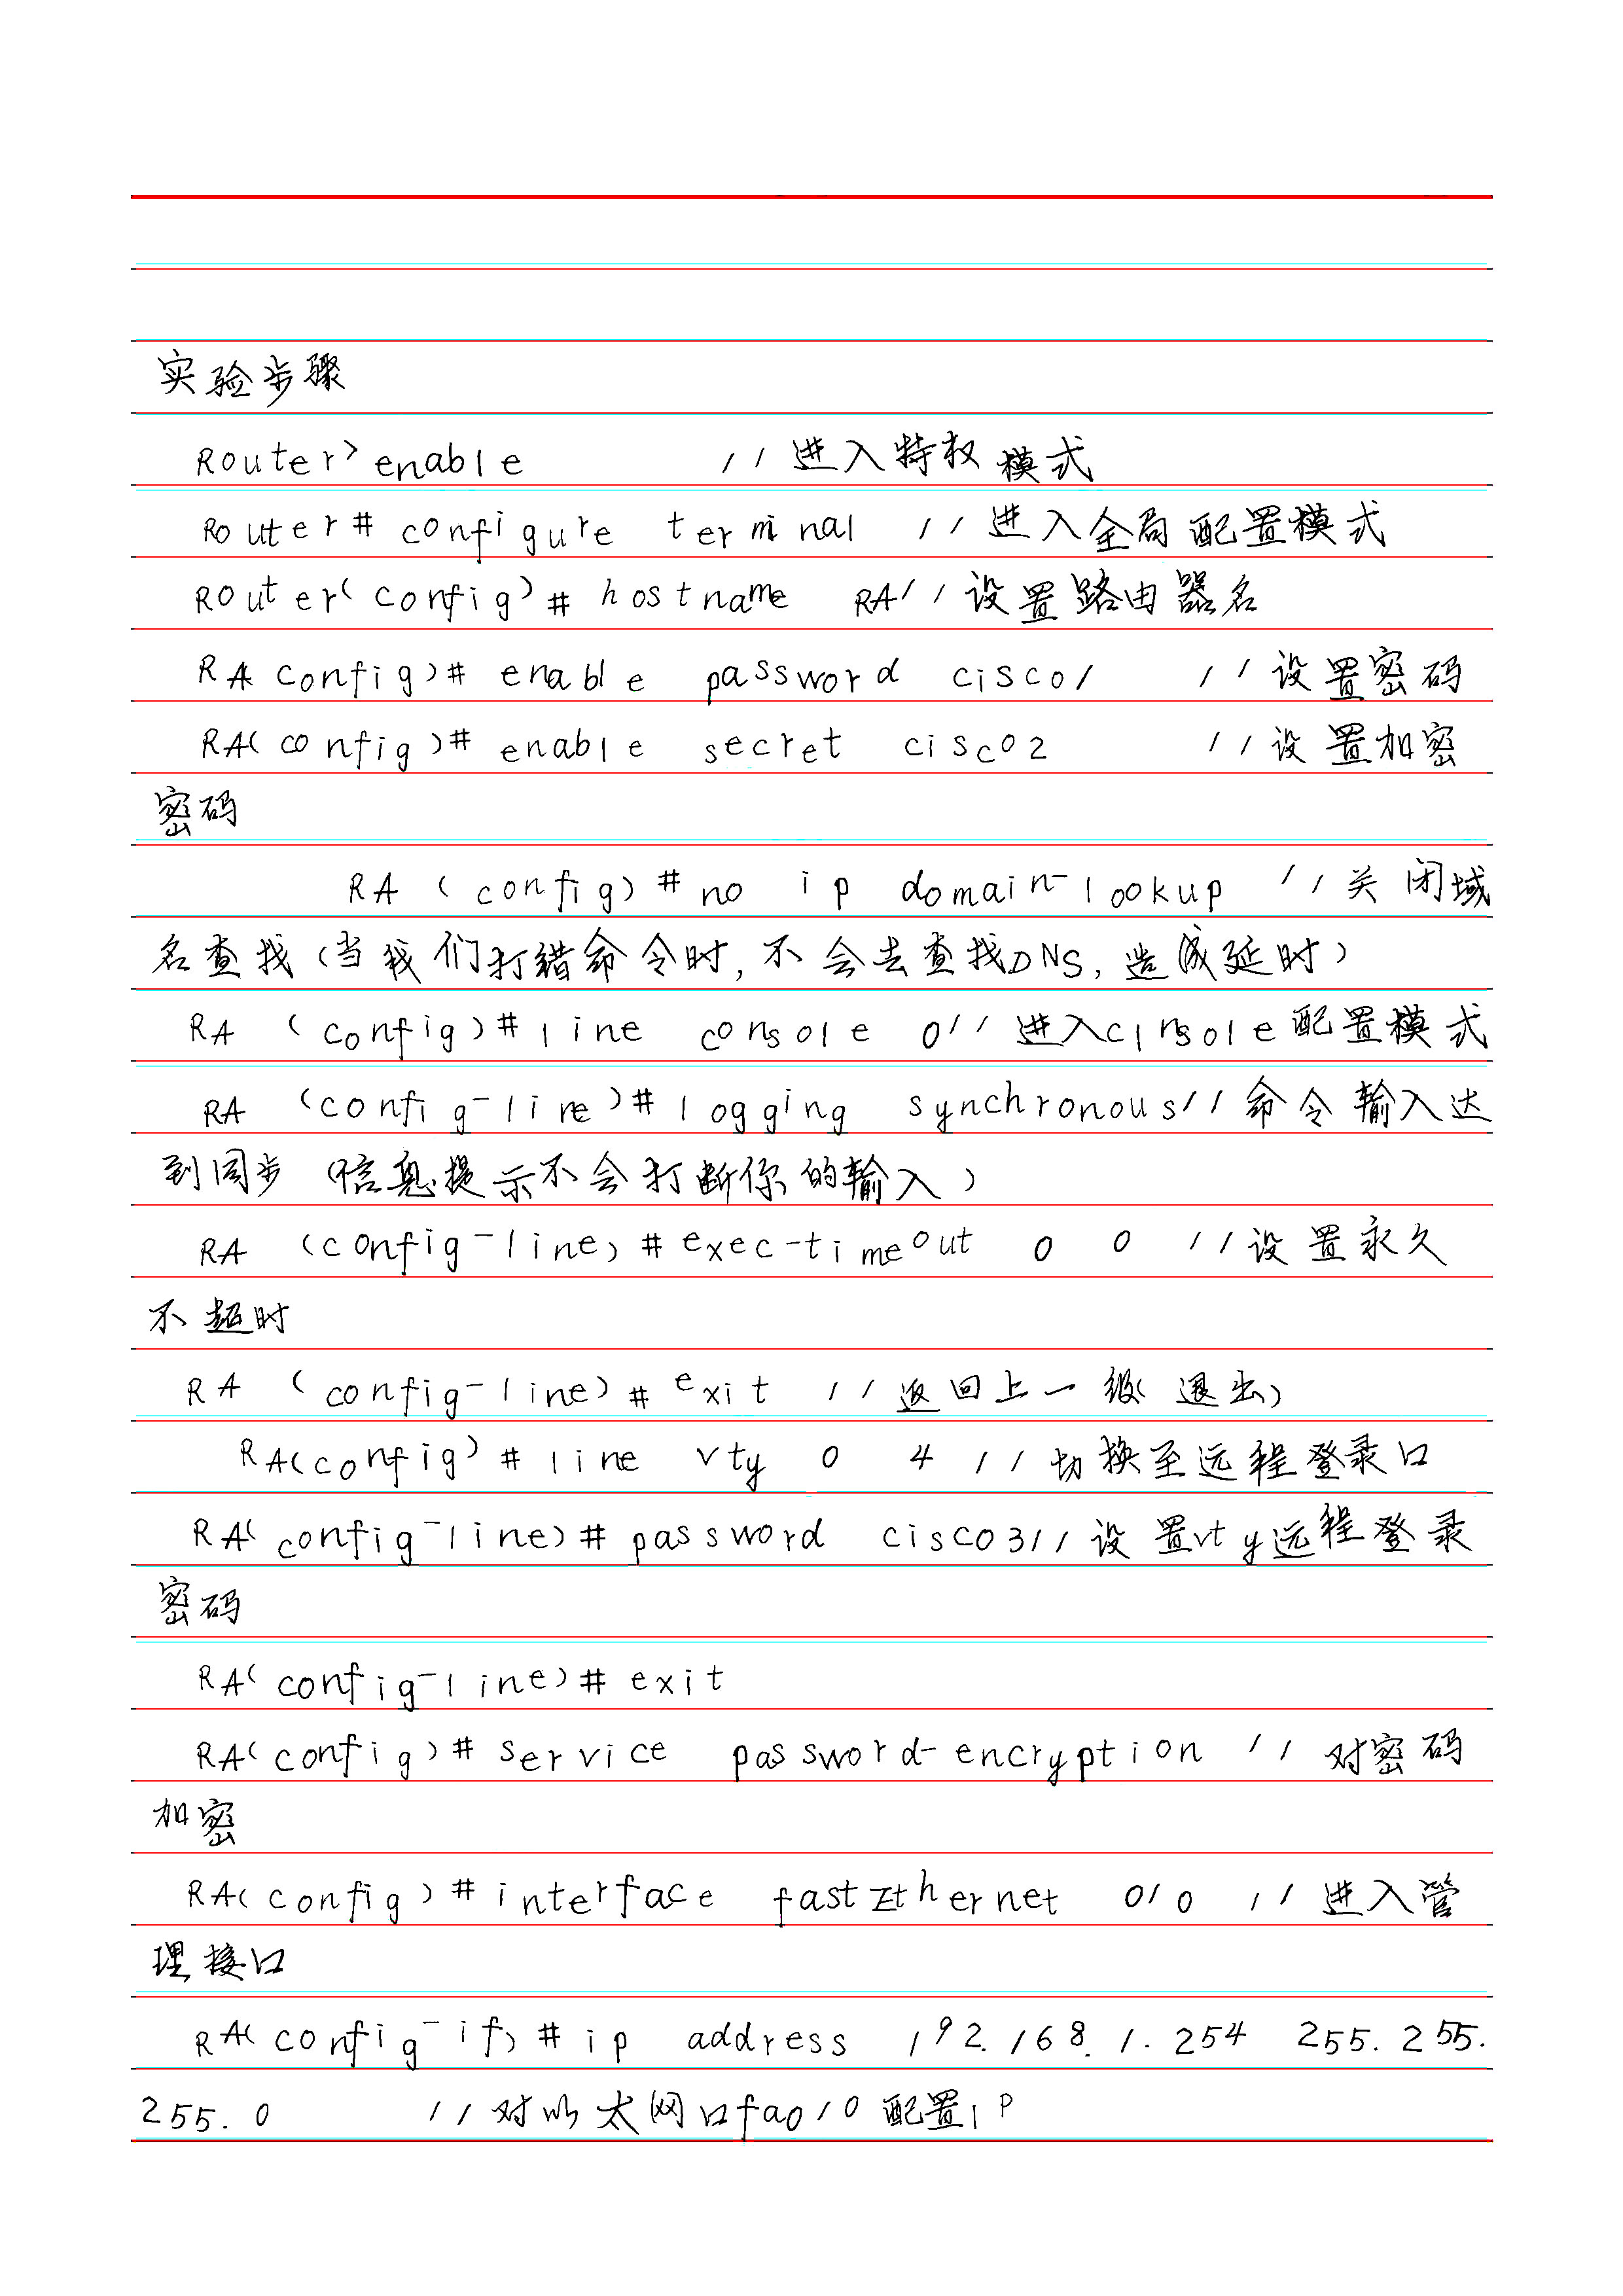 实验步骤
Router>enable //进入特权模式
Router# configure terminal //进入全局配置模式
Router(config)# hostname RA//设置路由器名
RA config)# enable password cisco1 //设置密码
RA(config)# enable secret cisco2 //设置加密
密码
RA (config)#no ip domain-lookup //关闭域
名查找(当我们打错命令时,不会去查找DNS,造成延时)
RA (config)#line console 0//进入clnsole配置模式
RA (config-line)#logging synchronous//命令输入达
到同步 (信息提示不会打断你的输入)
RA (config-line)#exec-timeout 0 0 //设置永久
不超时
RA (config-line)#exit //返回上一级(退出)
RA(config)#line vty 0 4 //切换至远程登录口
RA(config-line)#password cisco3//设置vty远程登录
密码
RA(config-line)#exit
RA(config)#service password-encryption //对密码
加密
RA(config)#interface fastEthernet 0/0 //进入管
理接口
RA(config-if)#ip address 192.168.1.254 255.255.
255.0 //对以太网口fa0/0配置IP